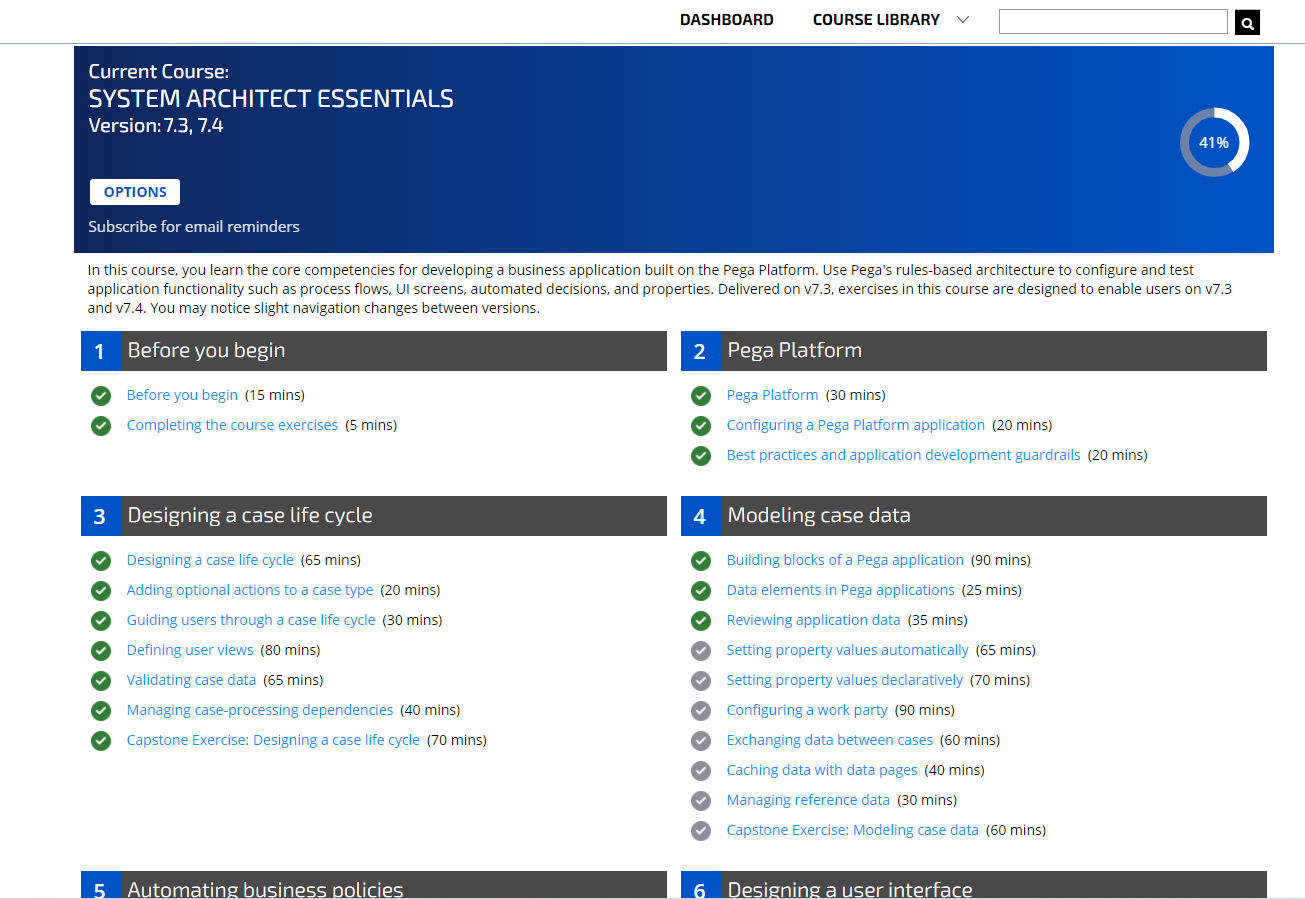 DASHBOARD COURSE LIBRARY
Current Course:
SYSTEM ARCHITECT ESSENTIALS
Version: 7.3, 7.4
41%
OPTIONS
Subscribe for email reminders
In this course, you learn the core competencies for developing a business application built on the Pega Platform. Use Pega's rules-based architecture to configure and test
application functionality such as process flows, UI screens, automated decisions, and properties. Delivered on v7.3, exercises in this course are designed to enable users on v7.3
and v7.4. You may notice slight navigation changes between versions.
1 Before you begin
Before you begin (15 mins)
Completing the course exercises (5 mins)
2 Pega Platform
Pega Platform (30 mins)
Configuring a Pega Platform application (20 mins)
Best practices and application development guardrails (20 mins)
3 Designing a case life cycle
Designing a case life cycle (65 mins)
Adding optional actions to a case type (20 mins)
Guiding users through a case life cycle (30 mins)
Defining user views (80 mins)
Validating case data (65 mins)
Managing case-processing dependencies (40 mins)
Capstone Exercise: Designing a case life cycle (70 mins)
4 Modeling case data
Building blocks of a Pega application (90 mins)
Data elements in Pega applications (25 mins)
Reviewing application data (35 mins)
Setting property values automatically (65 mins)
Setting property values declaratively (70 mins)
Configuring a work party (90 mins)
Exchanging data between cases (60 mins)
Caching data with data pages (40 mins)
Managing reference data (30 mins)
Capstone Exercise: Modeling case data (60 mins)
5 Automating business policies
6 Designing a user interface